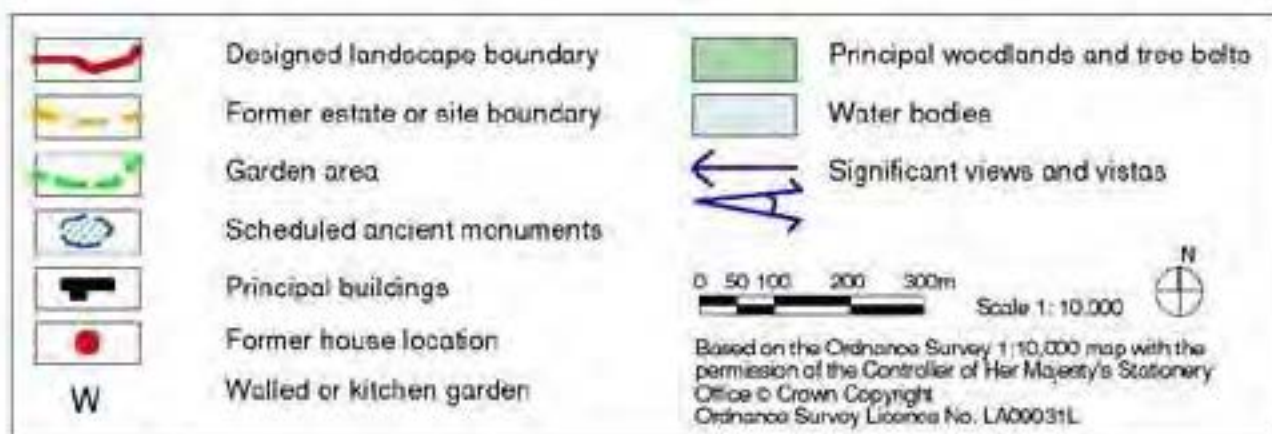 Designed landscape boundary
Former estate or site boundary
Garden area
Scheduled ancient monuments
Principal buildings
Former house location
W Walled or kitchen garden
Principal woodlands and tree belts
Water bodies
Significant views and vistas
N
0 50 100 200 300m
Scale 1: 10.000
Based on the Ordnance Survey 1:10,000 map with the
permission of the Controller of Her Majesty's Stationery
Office © Crown Copyright
Ordnance Survey Licence No. LA09031L